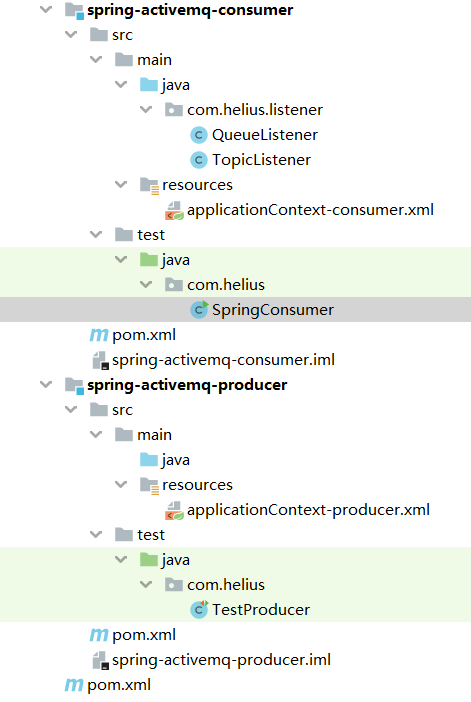 spring-activemq-consumer
src
main
java
com.helius.listener
QueueListener
TopicListener
resources
applicationContext-consumer.xml
test
java
com.helius
SpringConsumer
pom.xml
spring-activemq-consumer.iml
spring-activemq-producer
src
main
java
resources
applicationContext-producer.xml
test
java
com.helius
TestProducer
pom.xml
spring-activemq-producer.iml
pom.xml